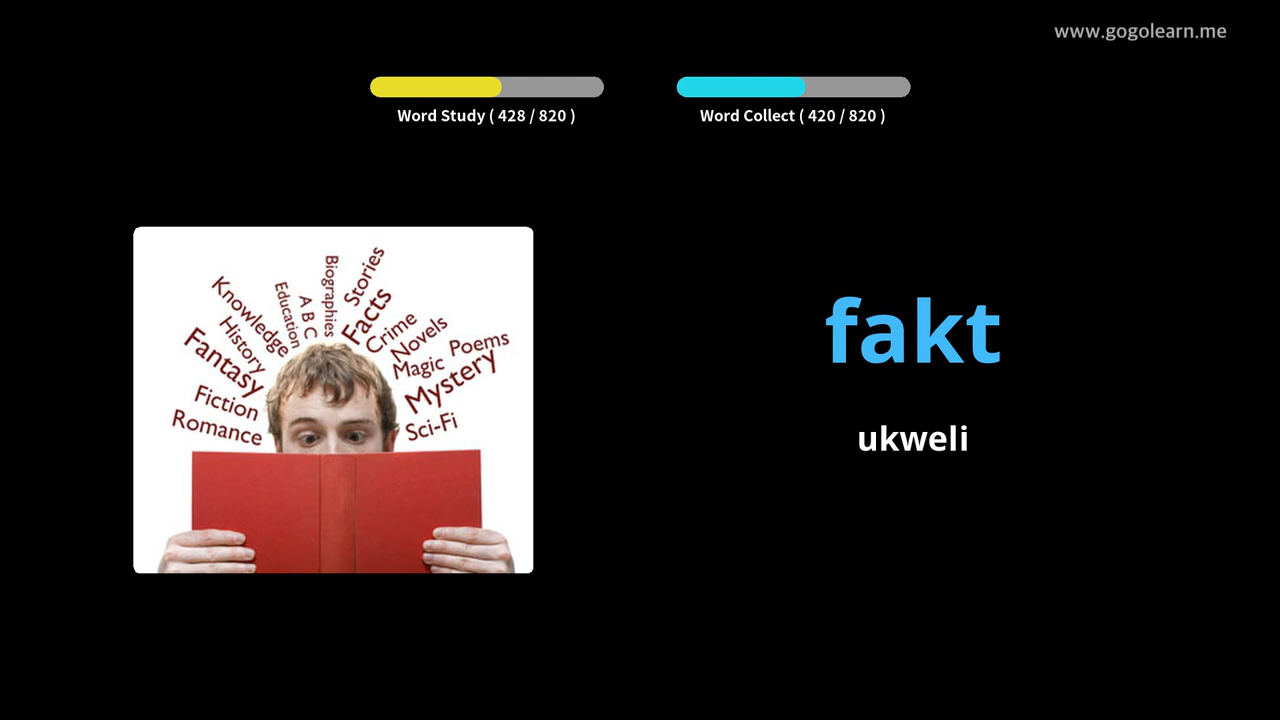 www.gogolearn.me
Word Study ( 428 / 820 )
Word Collect ( 420 / 820 )
Biographies
Stories
Knowledge
Education
A B C
Facts
History
Crime
Novels
Fantasy
Magic
Poems
Mystery
Fiction
Romance
Sci-Fi
fakt
ukweli